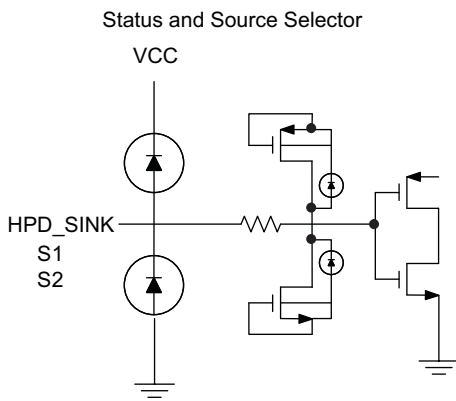 Status and Source Selector
VCC
HPD_SINK
S1
S2